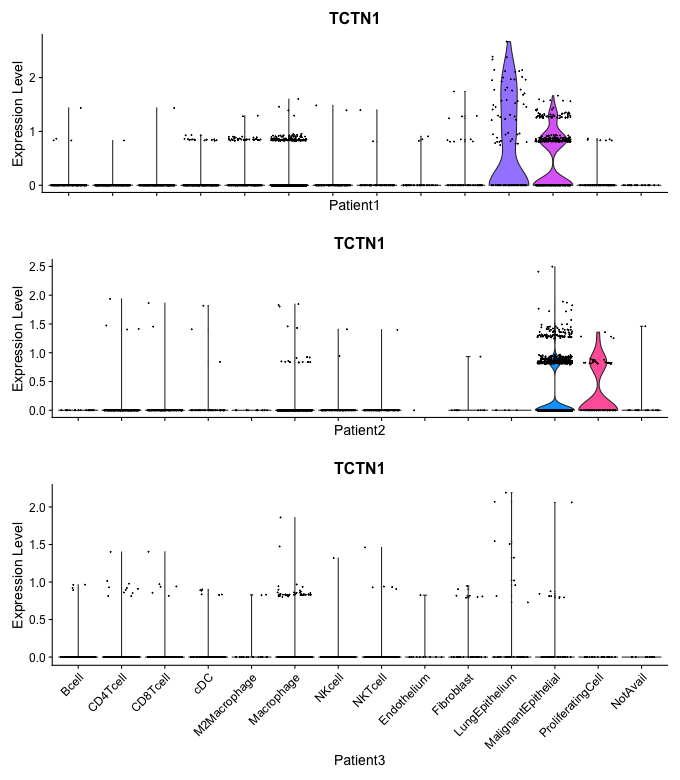 TCTN1
Expression Level
2
1
0
Patient1
TCTN1
Expression Level
2.5
2.0
1.5
1.0
0.5
0.0
Patient2
TCTN1
Expression Level
2.0
1.5
1.0
0.5
0.0
Bcell
CD4Tcell
CD8Tcell
cDC
M2Macrophage
Macrophage
NKcell
NKTcell
Endothelium
Fibroblast
LungEpithelium
MalignantEpithelial
ProliferatingCell
NotAvail
Patient3